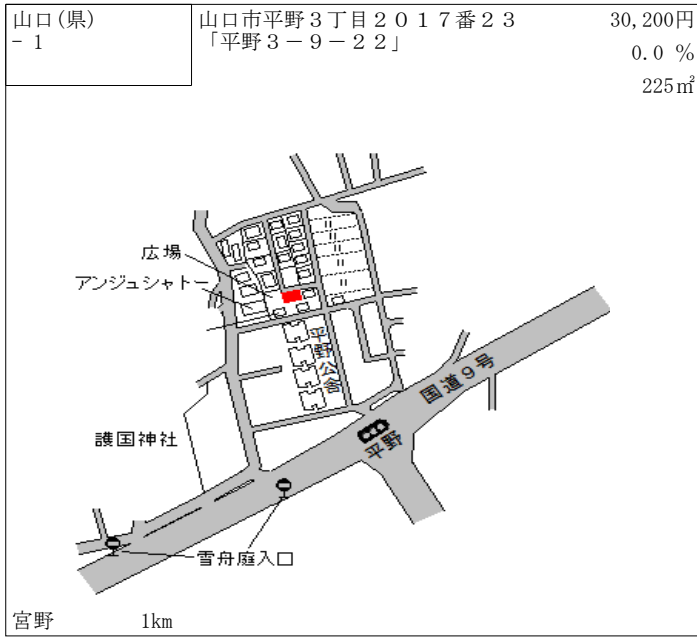 山口(県)
- 1
山口市平野３丁目２０１７番２３
「平野３－９－２２」
30,200円
0.0 %
225㎡
広場
アンジュシャトー
平野公舎
国道９号
平野
護国神社
雪舟庭入口
宮野 1km